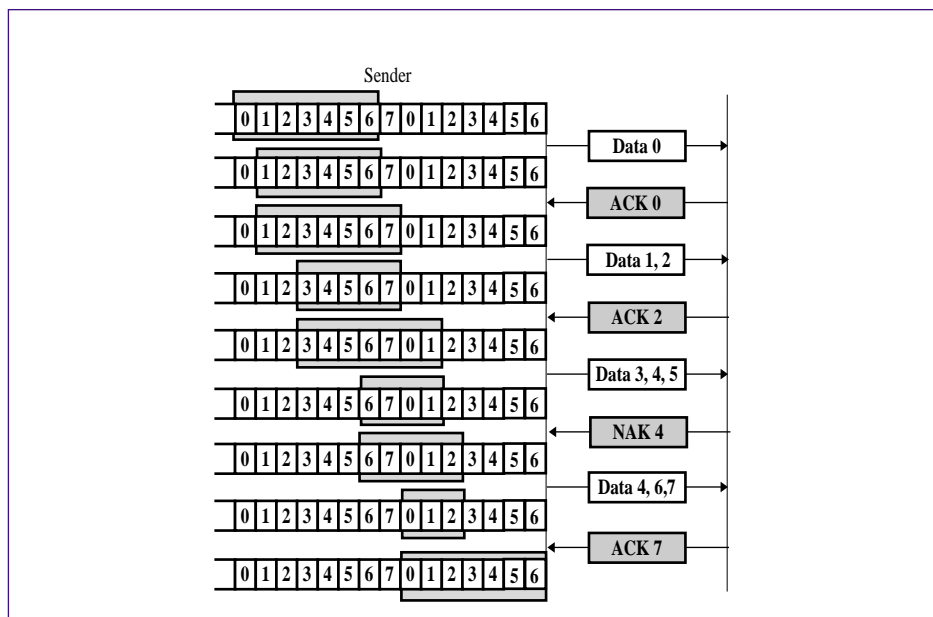 Sender
0 1 2 3 4 5 6 7 0 1 2 3 4 5 6
Data 0
0 1 2 3 4 5 6 7 0 1 2 3 4 5 6
ACK 0
0 1 2 3 4 5 6 7 0 1 2 3 4 5 6
Data 1, 2
0 1 2 3 4 5 6 7 0 1 2 3 4 5 6
ACK 2
0 1 2 3 4 5 6 7 0 1 2 3 4 5 6
Data 3, 4, 5
0 1 2 3 4 5 6 7 0 1 2 3 4 5 6
NAK 4
0 1 2 3 4 5 6 7 0 1 2 3 4 5 6
Data 4, 6,7
0 1 2 3 4 5 6 7 0 1 2 3 4 5 6
ACK 7
0 1 2 3 4 5 6 7 0 1 2 3 4 5 6